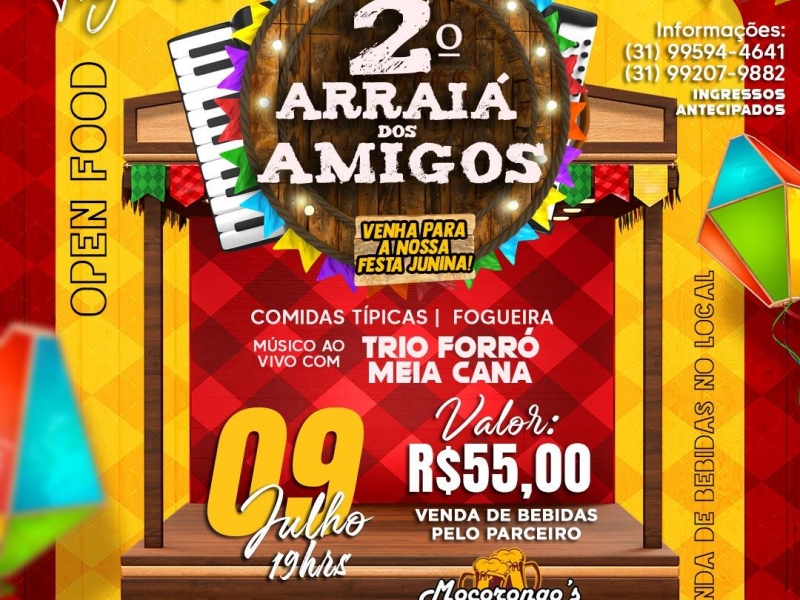 Informações:
(31) 99594-4641
(31) 99207-9882
INGRESSOS
ANTECIPADOS
2º
ARRAIÁ
DOS
AMIGOS
VENHA PARA
A NOSSA
FESTA JUNINA!
OPEN FOOD
COMIDAS TÍPICAS | FOGUEIRA
MÚSICO AO
VIVO COM
TRIO FORRÓ
MEIA CANA
09
Julho
19hrs
Valor:
R$55,00
VENDA DE BEBIDAS
PELO PARCEIRO
Mocorongo's
NDA DE BEBIDAS NO LOCAL